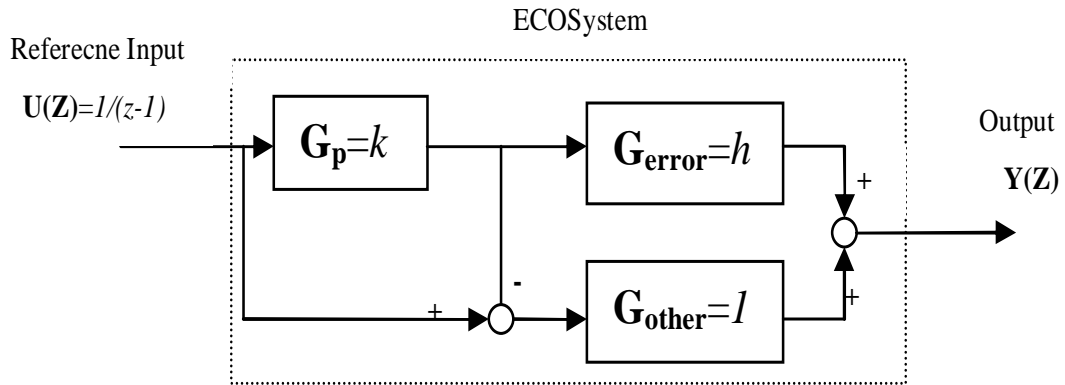 ECOSystem
Referecne Input
U(Z)=1/(z-1)
Gp=k
Gerror=h
Output
Y(Z)
+
-
+
Gother=1
+